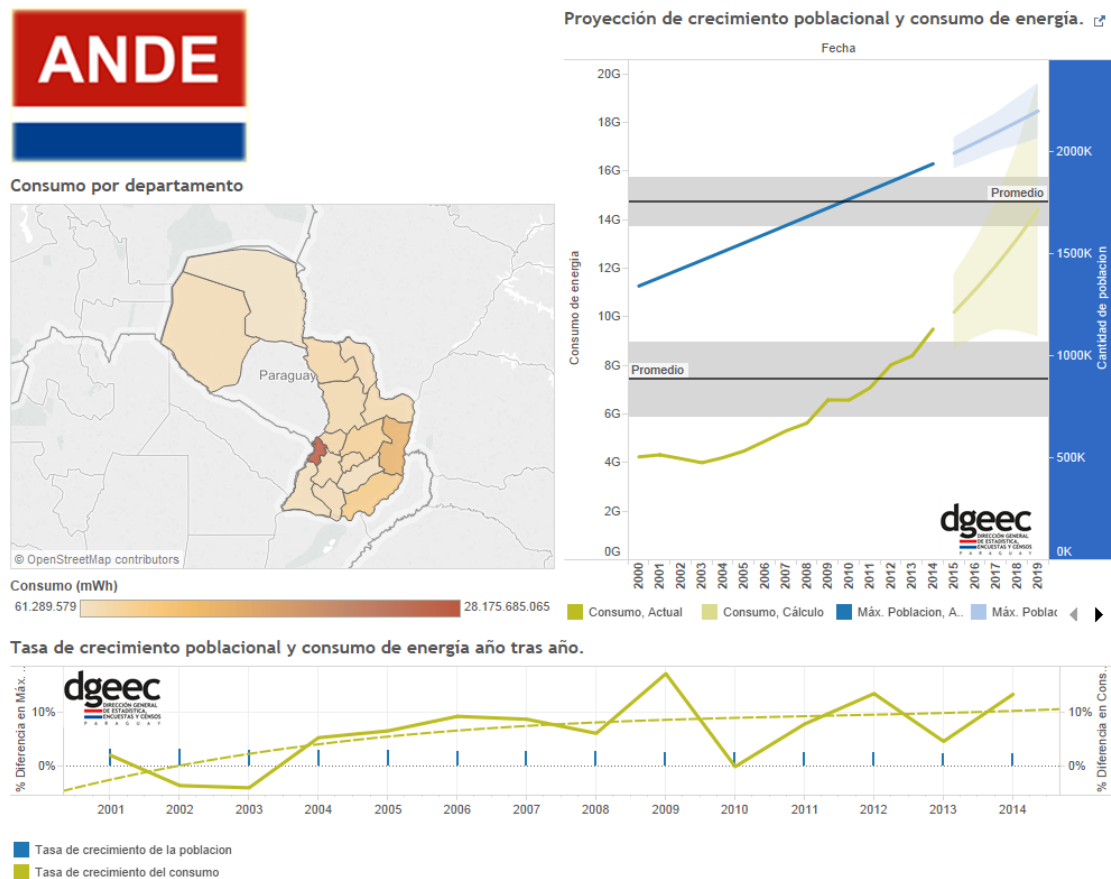 ANDE
Consumo por departamento
Paraguay
© OpenStreetMap contributors
Consumo (mWh)
61.289.579
28.175.685.065
Proyección de crecimiento poblacional y consumo de energía.
Fecha
Consumo de energia
20G
18G
16G
14G
12G
10G
8G
6G
4G
2G
0G
Promedio
Promedio
2000K
1500K
1000K
500K
0K
Cantidad de poblacion
dgeec
DIRECCIÓN GENERAL
DE ESTADÍSTICA,
ENCUESTAS Y CENSOS
PARAGUAY
2000 2001 2002 2003 2004 2005 2006 2007 2008 2009 2010 2011 2012 2013 2014 2015 2016 2017 2018 2019
Consumo, Actual
Consumo, Cálculo
Máx. Poblacion, A..
Máx. Poblac
Tasa de crecimiento poblacional y consumo de energía año tras año.
% Diferencia en Máx. ..
10%
0%
dgeec
DIRECCIÓN GENERAL
DE ESTADÍSTICA,
ENCUESTAS Y CENSOS
PARAGUAY
10%
0%
% Diferencia en Cons..
2001 2002 2003 2004 2005 2006 2007 2008 2009 2010 2011 2012 2013 2014
Tasa de crecimiento de la poblacion
Tasa de crecimiento del consumo